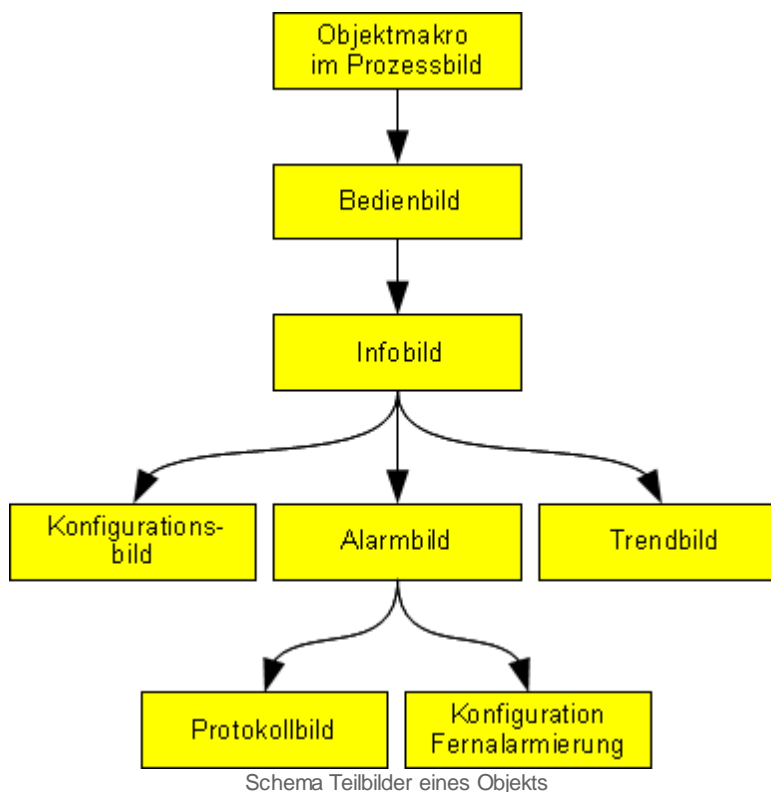 Objektmakro
im Prozessbild
Bedienbild
Infobild
Konfigurations-
bild
Alarmbild
Trendbild
Protokollbild
Konfiguration
Fernalarmierung
Schema Teilbilder eines Objekts